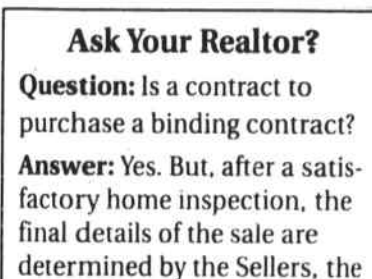 Ask Your Realtor?
Question: Is a contract to
purchase a binding contract?
Answer: Yes. But, after a satis-
factory home inspection, the
final details of the sale are
determined by the Sellers, the